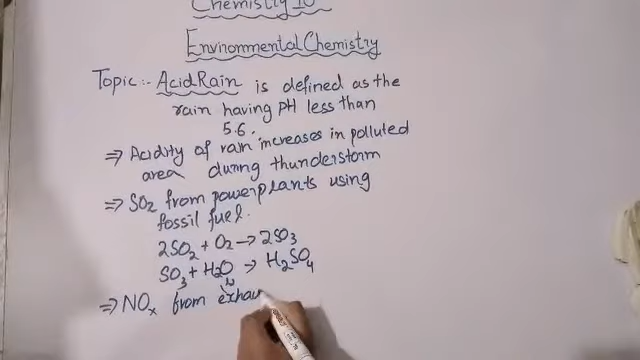 Chemistry 10
Environmental Chemistry
Topic:- Acid Rain is defined as the
rain having PH less than
5.6.
⇒ Acidity of rain increases in polluted
area during thunderstorm
⇒ SO₂ from powerplants using
fossil fuel.
2SO₂ + O₂ → 2SO₃
SO₃ + H₂O → H₂SO₄
⇒ NOₓ from exhau